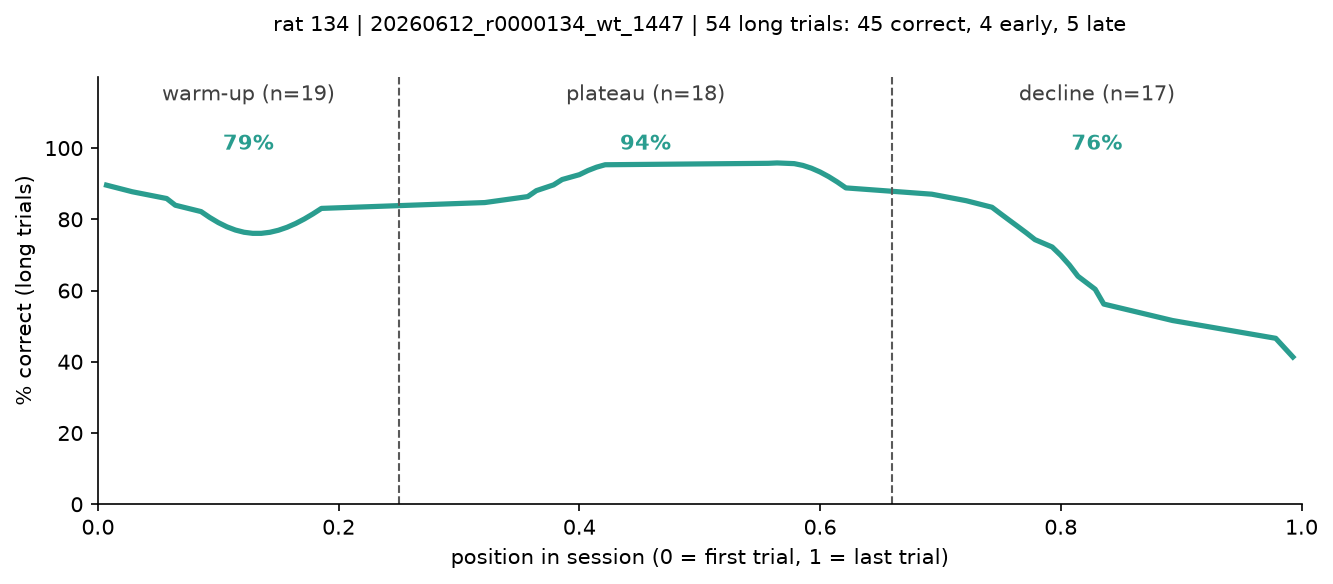 rat 134 | 20260612_r0000134_wt_1447 | 54 long trials: 45 correct, 4 early, 5 late
warm-up (n=19)
plateau (n=18)
decline (n=17)
79%
94%
76%
% correct (long trials)
100
80
60
40
20
0
0.0
0.2
0.4
0.6
0.8
1.0
position in session (0 = first trial, 1 = last trial)